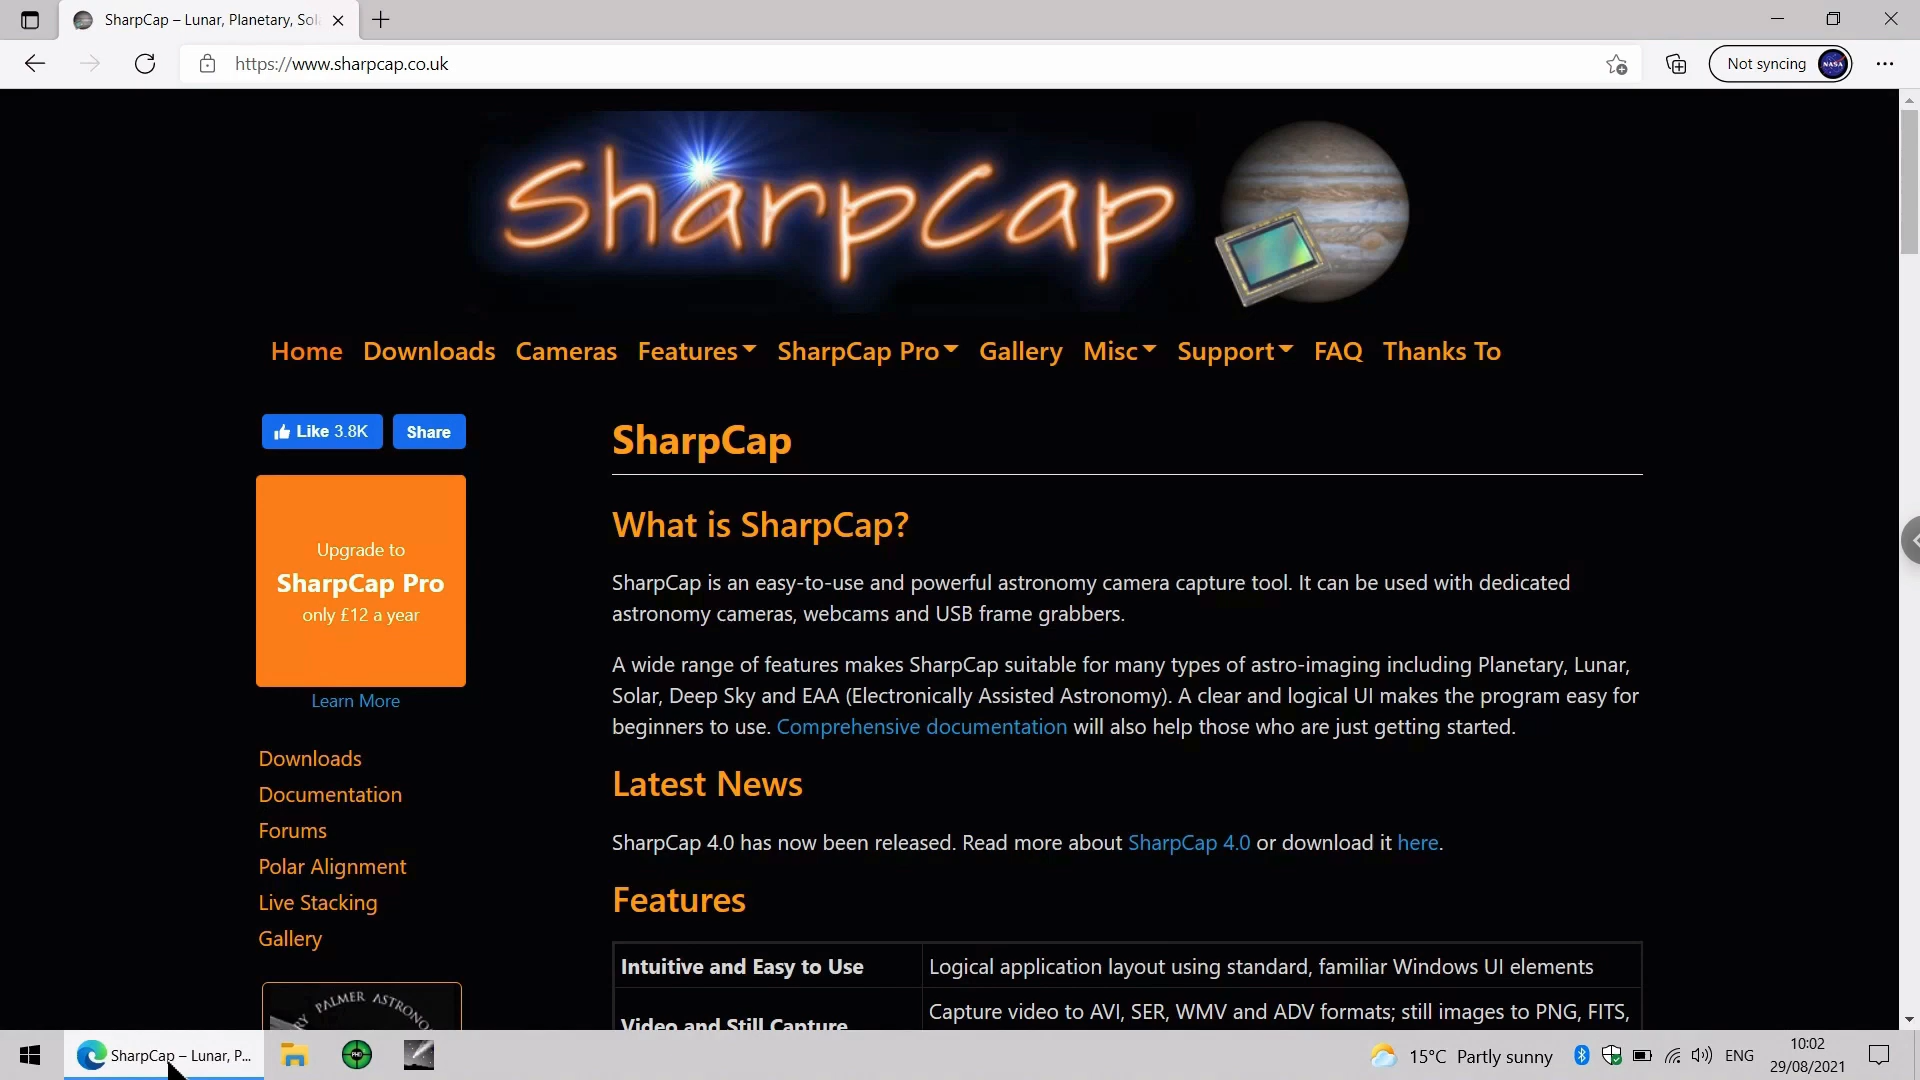 SharpCap – Lunar, Planetary, Sol
https://www.sharpcap.co.uk
Not syncing
NASA
SharpCap
Home Downloads Cameras Features SharpCap Pro Gallery Misc Support FAQ Thanks To
Like 3.8K Share
Upgrade to
SharpCap Pro
only £12 a year
Learn More
Downloads
Documentation
Forums
Polar Alignment
Live Stacking
Gallery
RY PALMER ASTRONO
SharpCap
What is SharpCap?
SharpCap is an easy-to-use and powerful astronomy camera capture tool. It can be used with dedicated
astronomy cameras, webcams and USB frame grabbers.
A wide range of features makes SharpCap suitable for many types of astro-imaging including Planetary, Lunar,
Solar, Deep Sky and EAA (Electronically Assisted Astronomy). A clear and logical UI makes the program easy for
beginners to use. Comprehensive documentation will also help those who are just getting started.
Latest News
SharpCap 4.0 has now been released. Read more about SharpCap 4.0 or download it here.
Features
Intuitive and Easy to Use Logical application layout using standard, familiar Windows UI elements
Video and Still Capture Capture video to AVI, SER, WMV and ADV formats; still images to PNG, FITS,
SharpCap – Lunar, P...
PHD
15°C Partly sunny
ENG
10:02
29/08/2021